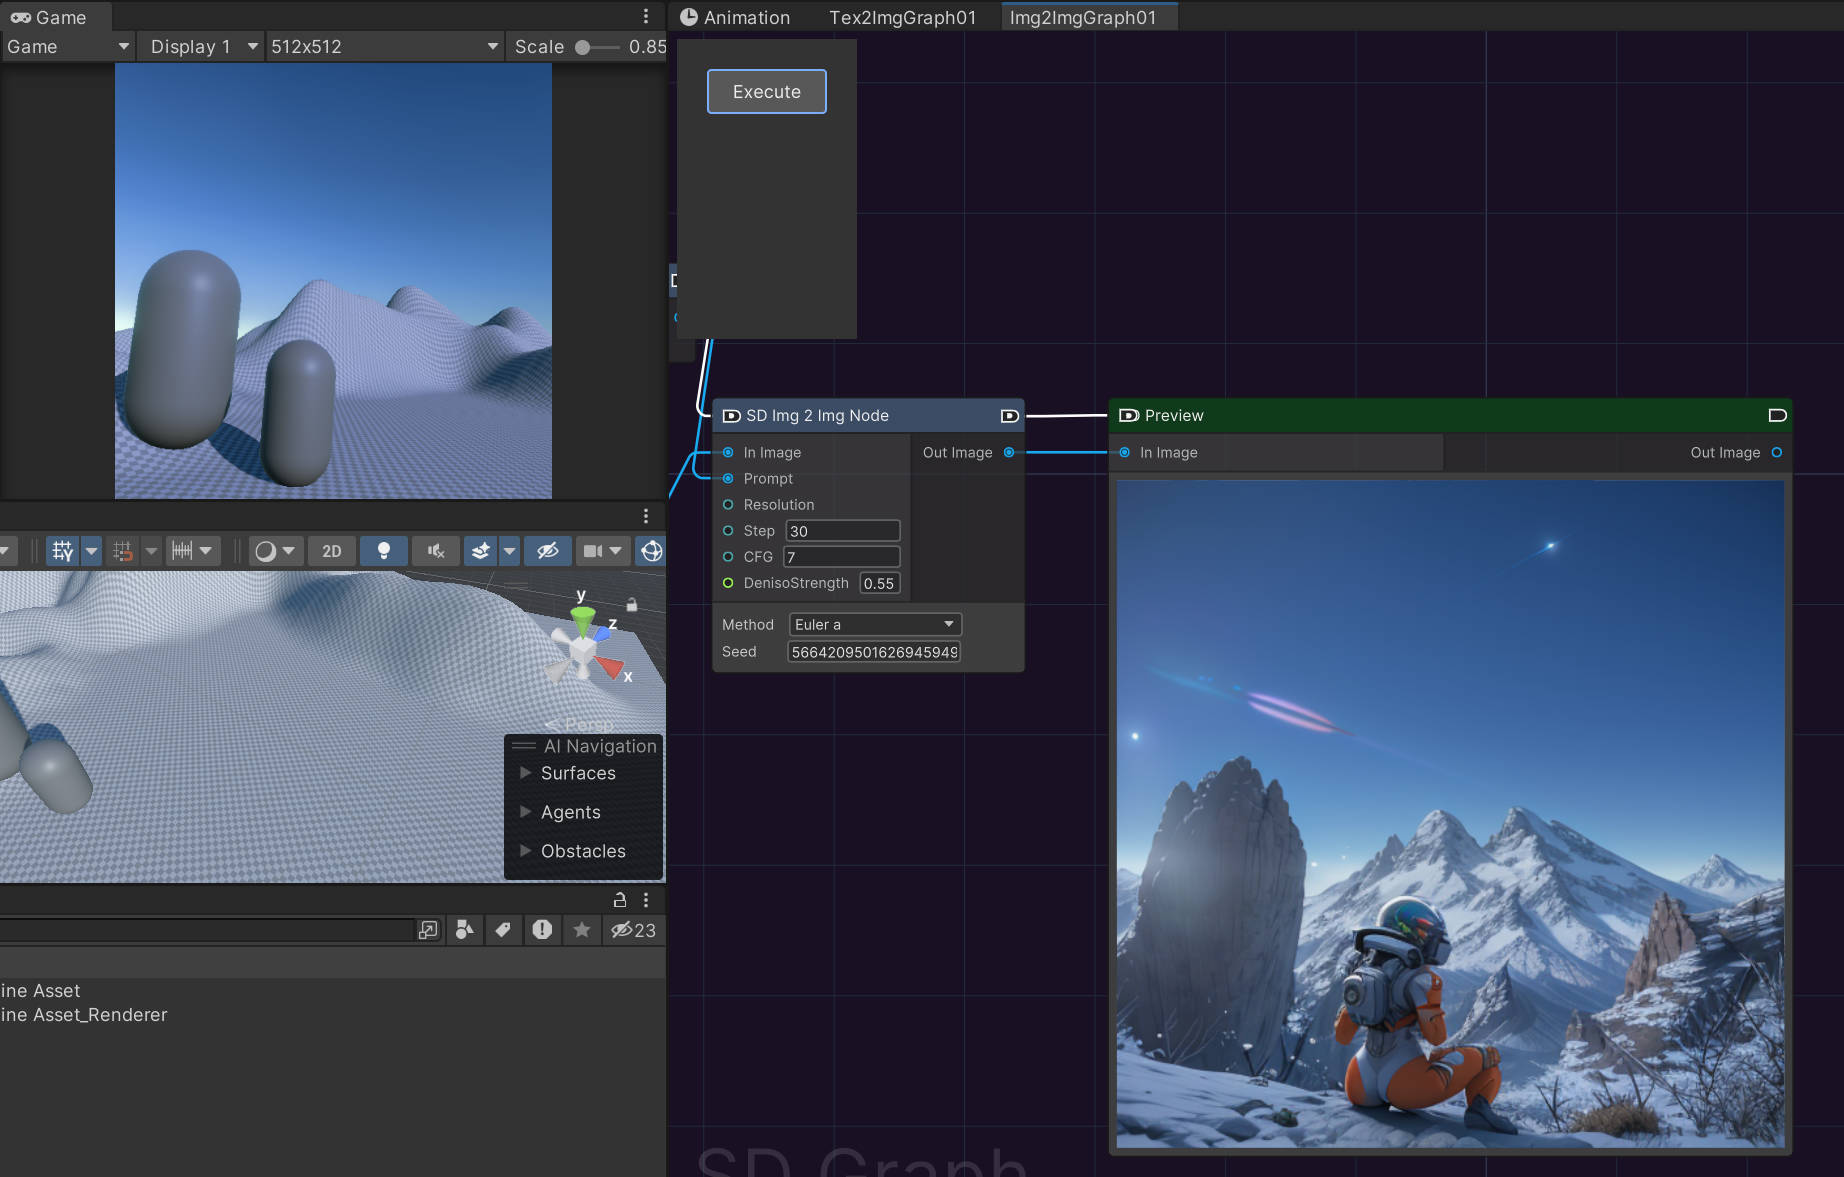 Game
Game
Display 1
512x512
Scale
0.85
Animation
Tex2ImgGraph01
Img2ImgGraph01
Execute
SD Img 2 Img Node
In Image
Out Image
Prompt
Resolution
Step
30
CFG
7
DenisoStrength
0.55
Method
Euler a
Seed
5664209501626945949
Preview
In Image
Out Image
2D
y
z
x
< Persp
AI Navigation
Surfaces
Agents
Obstacles
23
ine Asset
ine Asset_Renderer
SD Graph